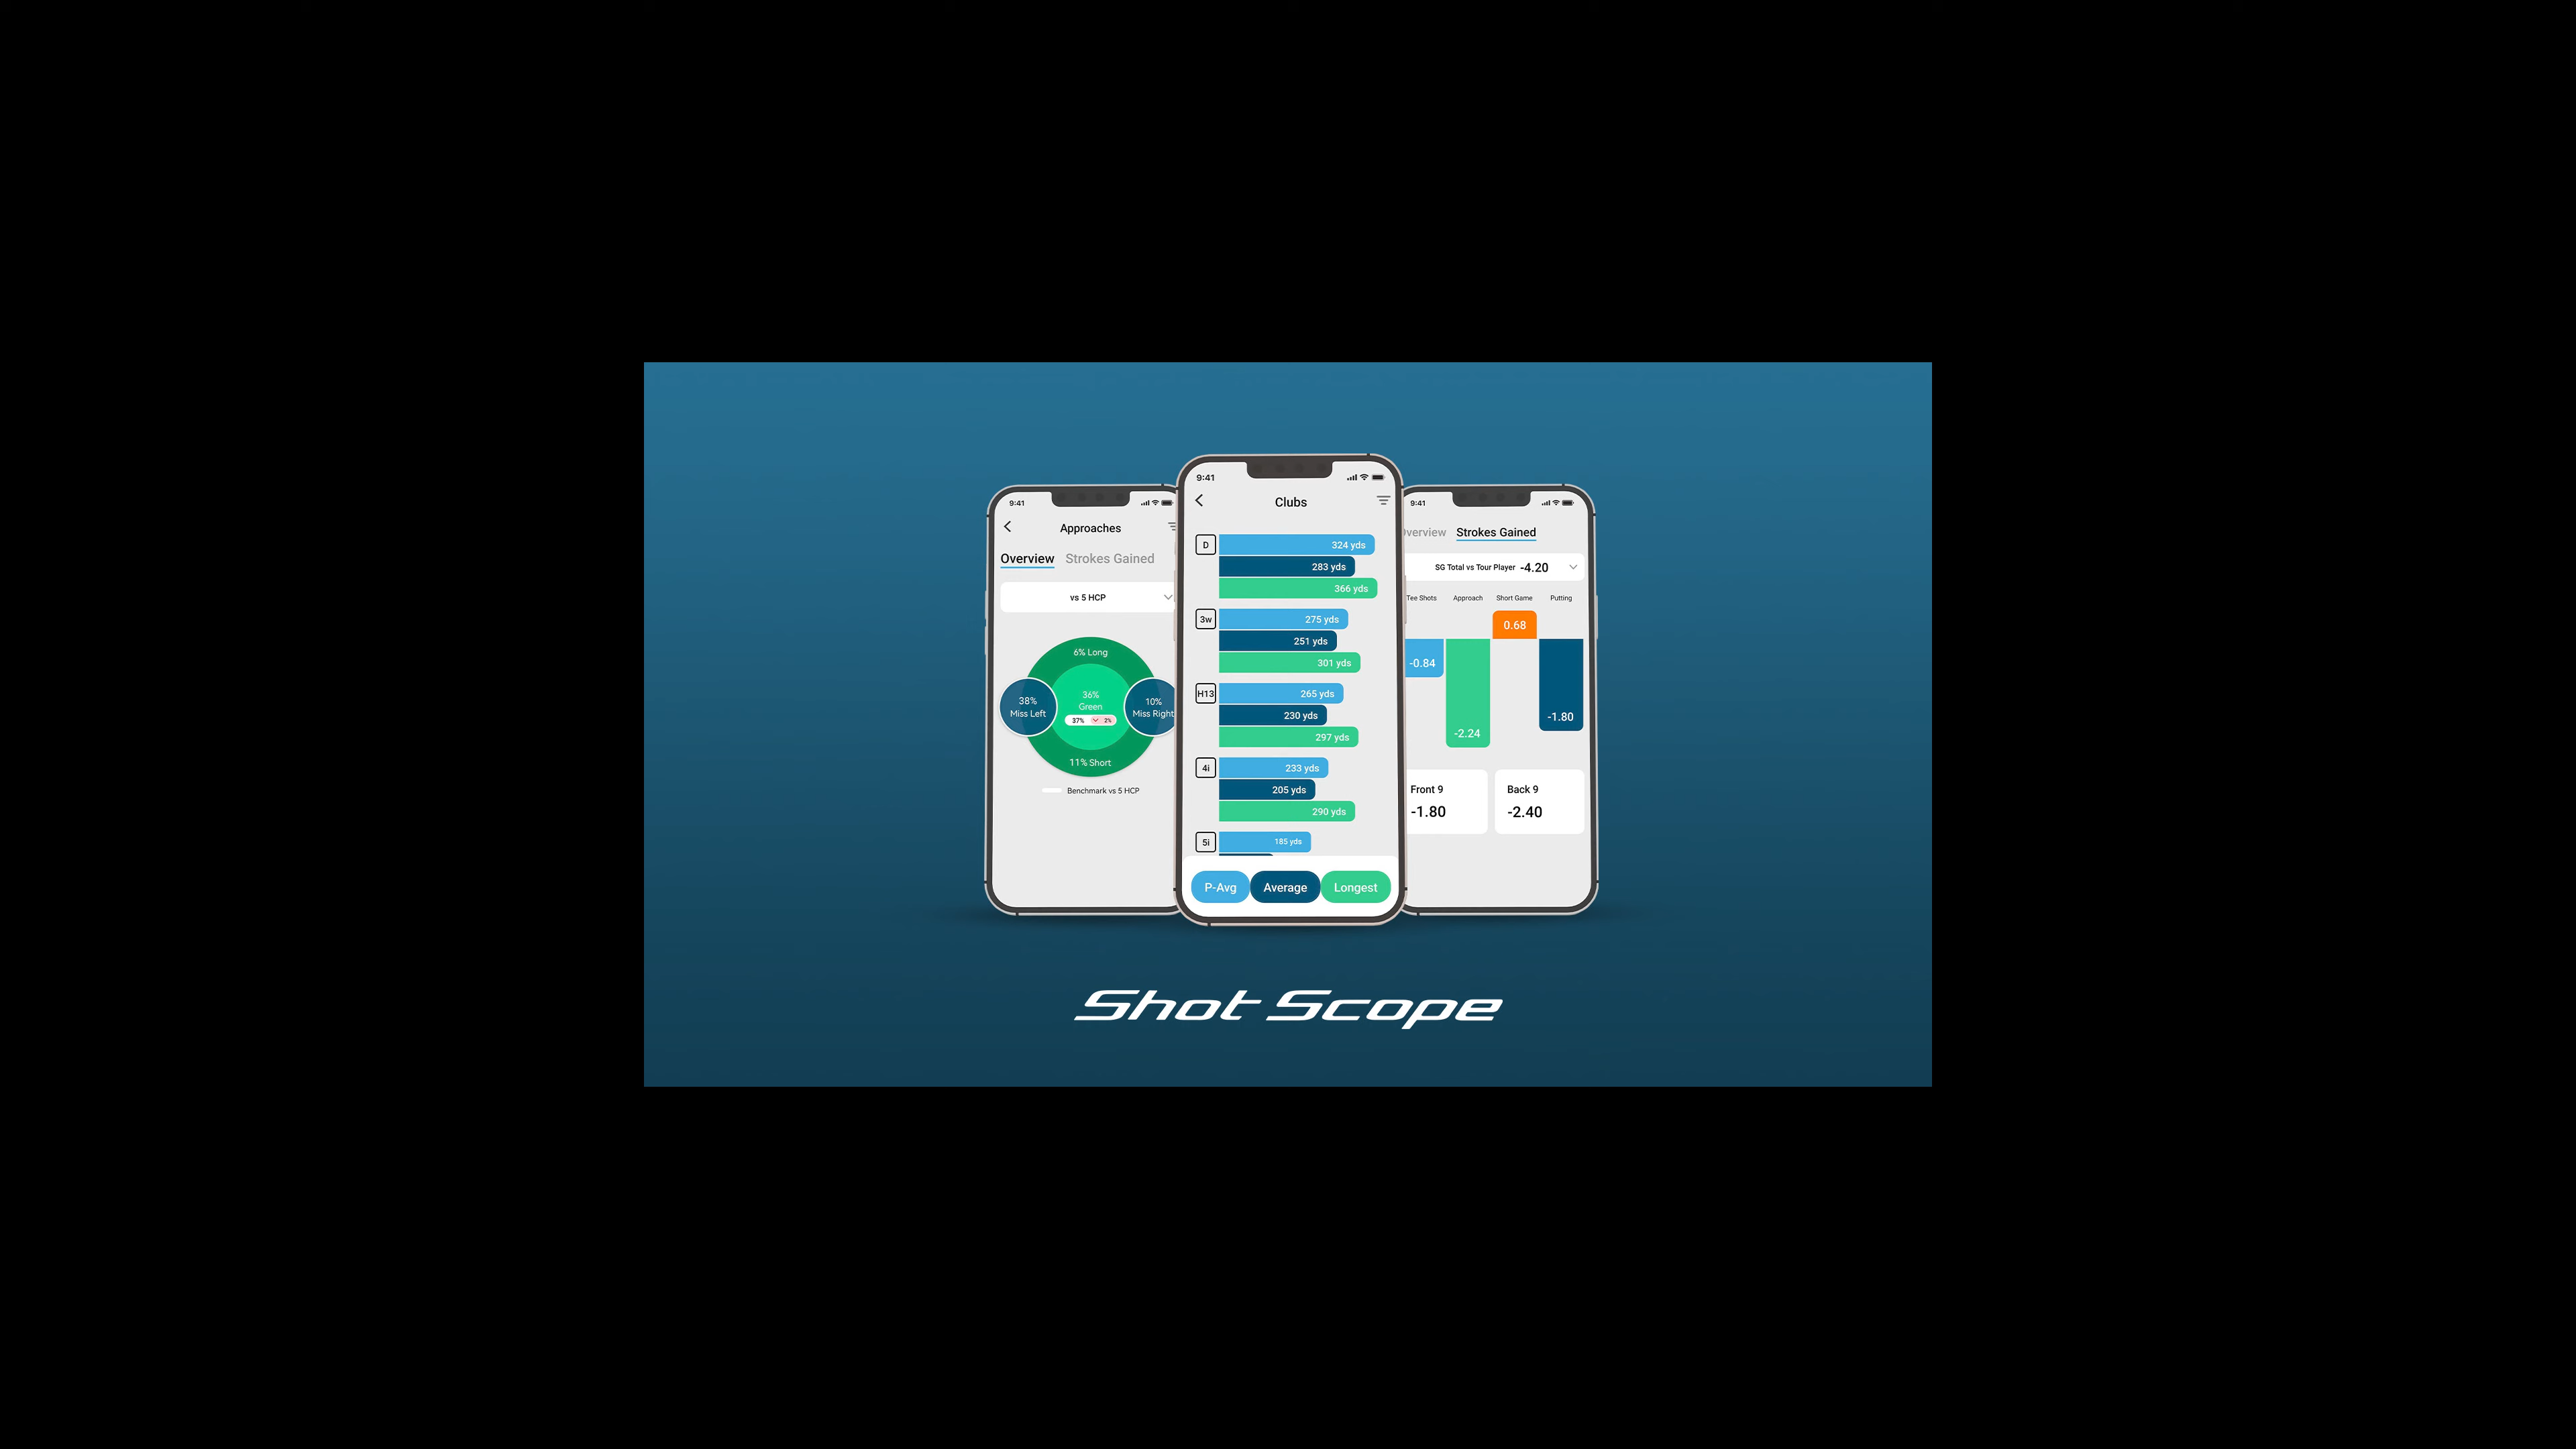 9:41
Approaches
Overview Strokes Gained
vs 5 HCP
6% Long
38%
Miss Left
36%
Green
37% 2%
10%
Miss Right
11% Short
Benchmark vs 5 HCP
9:41
Clubs
D
324 yds
283 yds
366 yds
3w
275 yds
251 yds
301 yds
H13
265 yds
230 yds
297 yds
4i
233 yds
205 yds
290 yds
5i
185 yds
P-Avg Average Longest
9:41
Overview Strokes Gained
SG Total vs Tour Player -4.20
Tee Shots Approach Short Game Putting
0.68
-0.84
-2.24
-1.80
Front 9
-1.80
Back 9
-2.40
Shot Scope